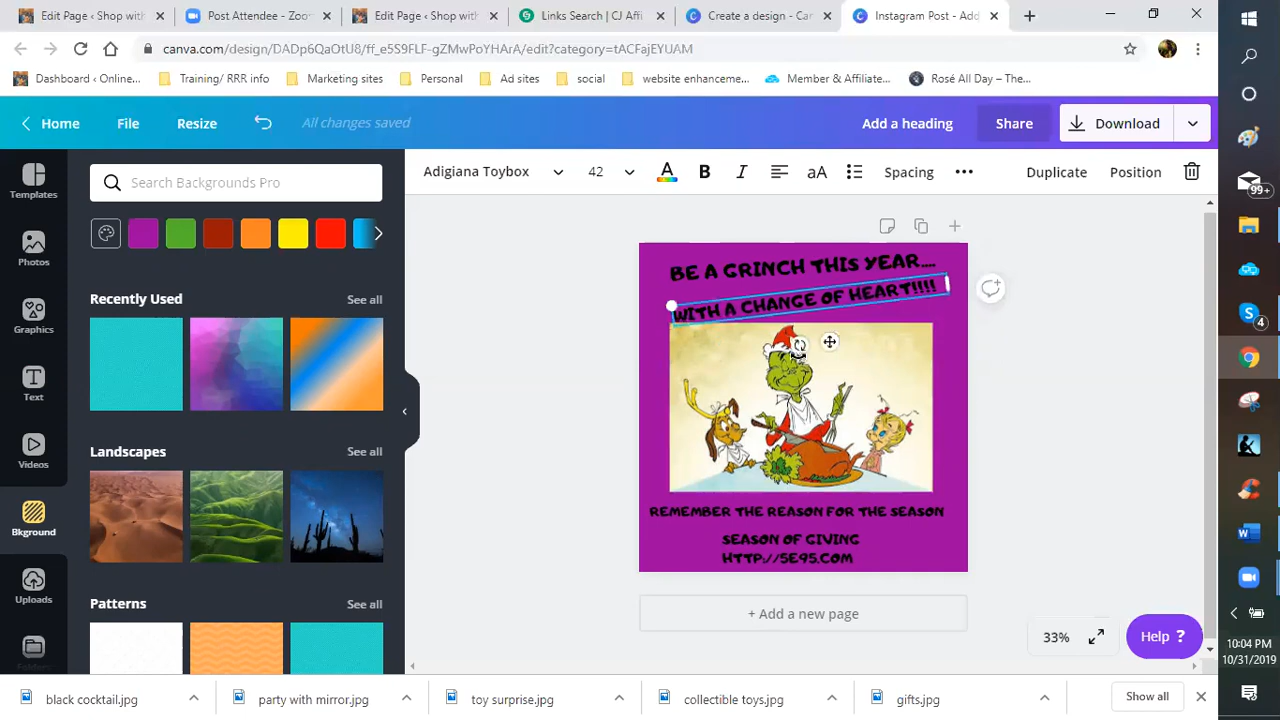 Edit Page ‹ Shop with
Post Attendee - Zoom
Edit Page ‹ Shop with
Links Search | CJ Affili
Create a design - Can
Instagram Post - Add
canva.com/design/DADp6QaOtU8/ff_e5S9FLF-gZMwPoYHArA/edit?category=tACFajEYUAM
Dashboard ‹ Online...
Training/ RRR info
Marketing sites
Personal
Ad sites
social
website enhanceme...
Member & Affiliate...
Rosé All Day – The...
Home
File
Resize
All changes saved
Add a heading
Share
Download
Templates
Photos
Graphics
Text
Videos
Bkground
Uploads
Folders
Search Backgrounds Pro
Recently Used
See all
Landscapes
See all
Patterns
See all
Adigiana Toybox
42
A
B
I
aA
Spacing
Duplicate
Position
BE A GRINCH THIS YEAR....
WITH A CHANGE OF HEART!!!!
REMEMBER THE REASON FOR THE SEASON
SEASON OF GIVING
HTTP://5E95.COM
+ Add a new page
33%
Help ?
99+
4
10:04 PM
10/31/2019
black cocktail.jpg
party with mirror.jpg
toy surprise.jpg
collectible toys.jpg
gifts.jpg
Show all